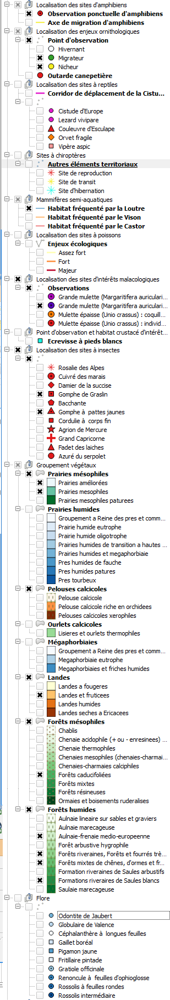 Localisation des sites d'amphibiens
Observation ponctuelle d'amphibiens
Axe de migration d'amphibiens
Localisation des enjeux ornithologiques
Point d'observation
Hivernant
Migrateur
Nicheur
Outarde canepetière
Localisation des sites à reptiles
Corridor de déplacement de la Cistu...
Cistude d'Europe
Lezard vivipare
Couleuvre d'Esculape
Orvet fragile
Vipère aspic
Sites à chiroptères
Autres éléments territoriaux
Site de reproduction
Site de transit
Site d'hibernation
Mammifères semi-aquatiques
Habitat fréquenté par la Loutre
Habitat fréquenté par le Vison
Habitat fréquenté par le Castor
Localisation des sites à poissons
Enjeux écologiques
Assez fort
Fort
Majeur
Localisation des sites d'intérêts malacologiques
Observations
Grande mulette (Margaritifera auriculari...
Grande mulette (Margaritifera auriculari...
Mulette épaisse (Unio crassus) : coquill...
Mulette épaisse (Unio crassus) : individ...
Point d'observation et habitat crustacé d'intérêt...
Ecrevisse à pieds blancs
Localisation des sites à insectes
Rosalie des Alpes
Cuivré des marais
Damier de la succise
Gomphe de Graslin
Bacchante
Gomphe à  pattes jaunes
Cordulie à  corps fin
Agrion de Mercure
Grand Capricorne
Fadet des laiches
Azuré du serpolet
Groupement végétaux
Prairies mésophiles
Prairies améliorées
Prairies mesophiles
Prairies mesophiles paturees
Prairies humides
Groupement a Reine des pres et comm...
Prairie humide eutrophe
Prairie humide oligotrophe
Prairies humides de transition a hautes ...
Prairies humides et megaphorbiaie
Pres humides de fauche
Pres humides patures
Pres tourbeux
Pelouses calcicoles
Pelouse calcicole
Pelouse calcicole riche en orchidees
Pelouses calcicoles xerophiles
Ourlets calcicoles
Lisieres et ourlets thermophiles
Mégaphorbiaies
Groupement a Reine des pres et comm...
Megaphorbiaie eutrophe
Megaphorbiaies et friches humides
Landes
Landes a fougeres
Landes et fruticees
Landes humides
Landes seches a Ericacees
Forêts mésophiles
Chablis
Chenaie acidophile (+ ou - enresinees) ...
Chenaie thermophiles
Chenaies mesophiles (chenaies-charmai...
Chenaies-charmaies calciphiles
Forêts caducifoliées
Forêts mixtes
Forêts résineuses
Ormaies et boisements ruderalises
Forêts humides
Aulnaie lineaire sur sables et graviers
Aulnaie marecageuse
Aulnaie-frenaie medio-europeenne
Forêt arbustive hygrophile
Forêts riveraines, Forêts et fourrés trè...
Forêts mixtes de chênes, d'ormes et fr...
Formation riveraines de Saules arbustifs
Formations riveraires de Saules blancs
Saulaie marecageuse
Flore
Odontite de Jaubert
Globulaire de Valence
Céphalanthère à  longues feuilles
Gaillet boréal
Pigamon jaune
Fritillaire pintade
Gratiole officinale
Renoncule à  feuilles d'ophioglosse
Rossolis à feuilles rondes
Rossolis intermédiaire